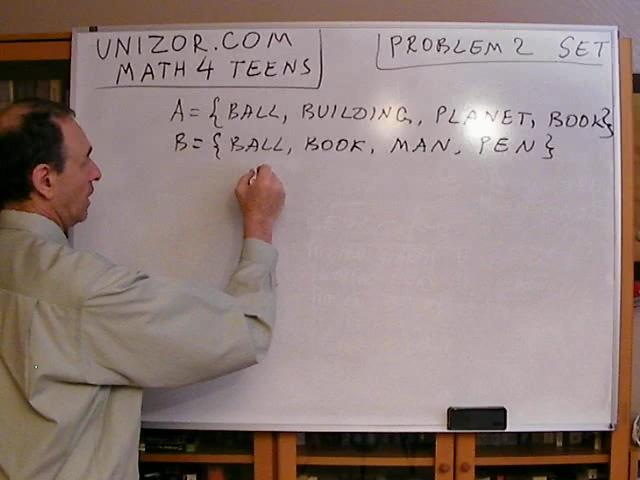 UNIZOR.COM
MATH 4 TEENS
PROBLEM 2 SET
A = {BALL, BUILDING, PLANET, BOOK}
B = {BALL, BOOK, MAN, PEN}